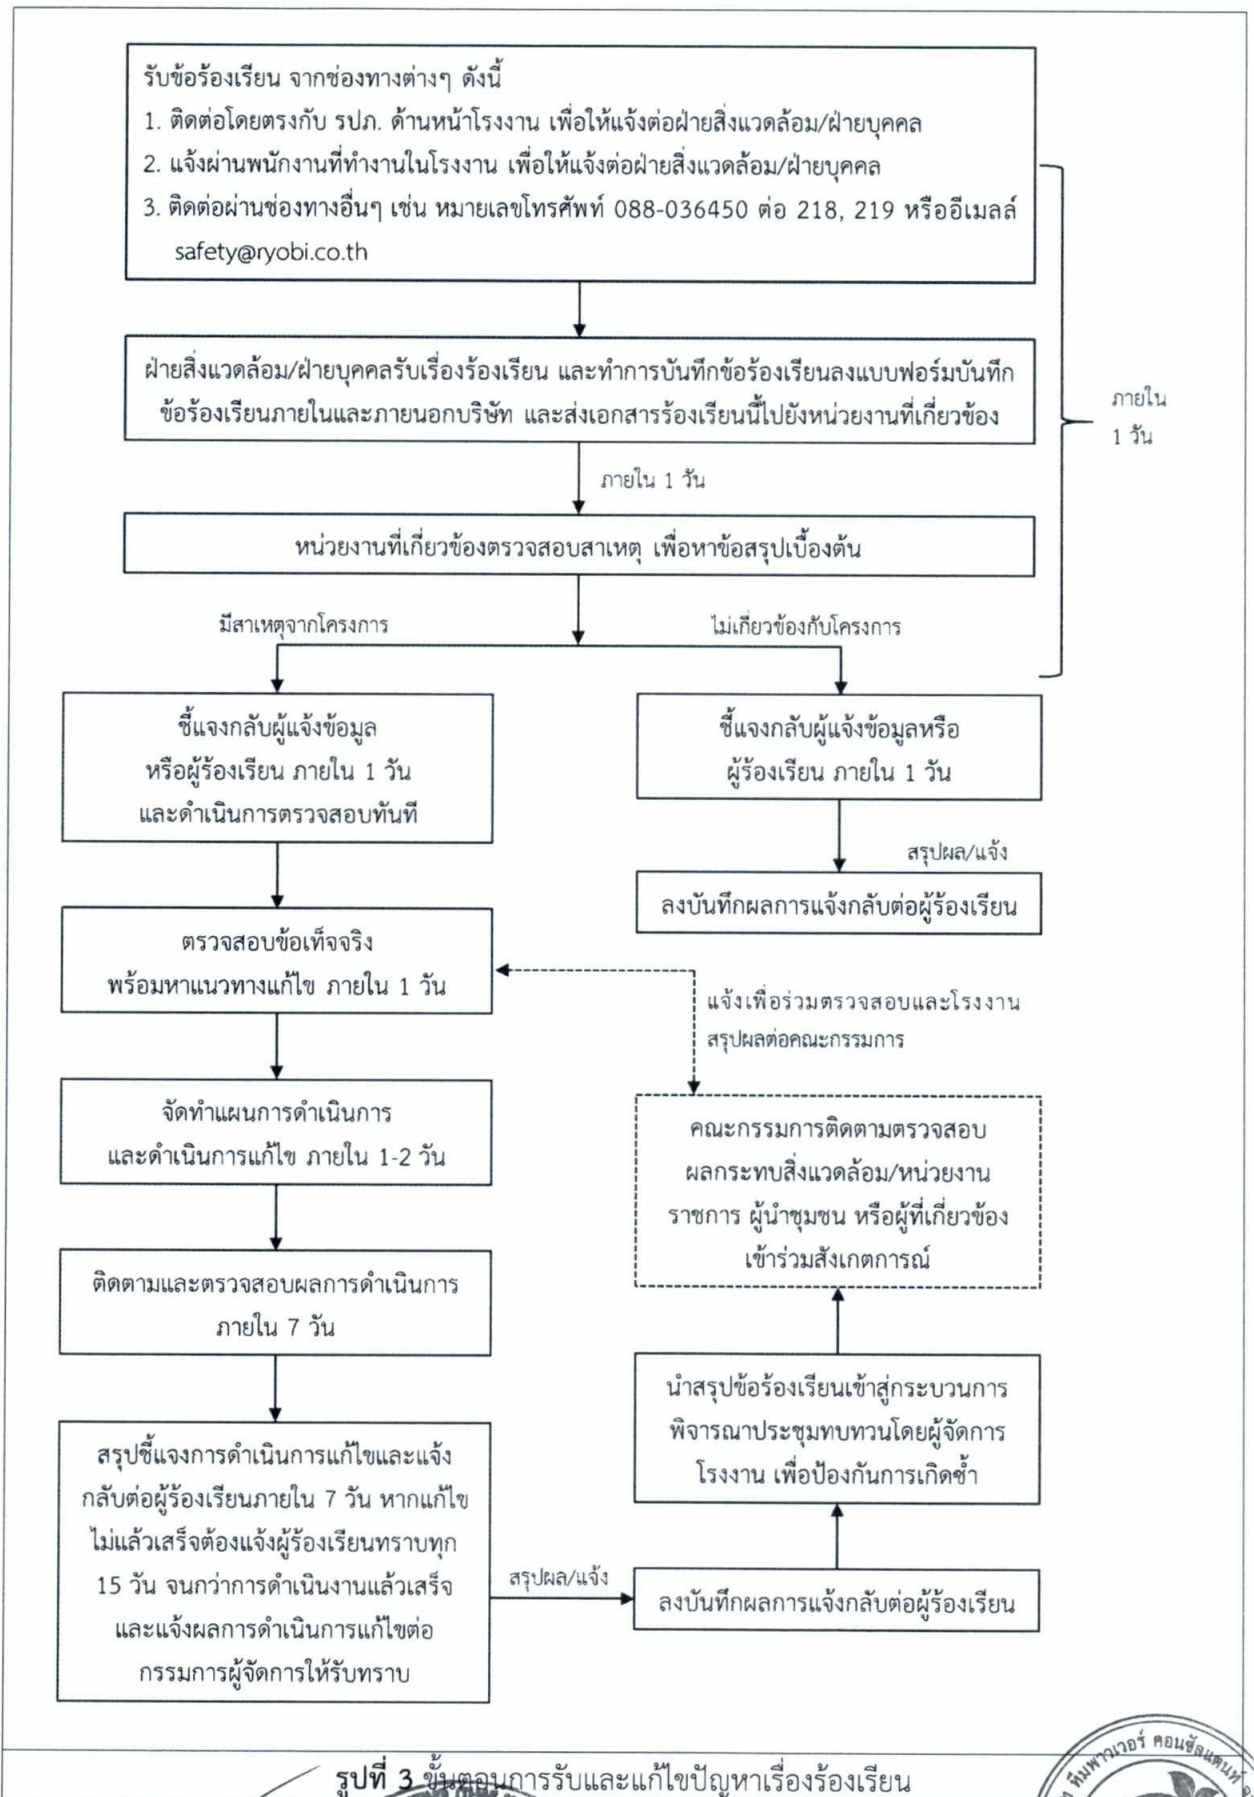 รับข้อร้องเรียน จากช่องทางต่างๆ ดังนี้
1. ติดต่อโดยตรงกับ รปภ. ด้านหน้าโรงงาน เพื่อให้แจ้งต่อฝ่ายสิ่งแวดล้อม/ฝ่ายบุคคล
2. แจ้งผ่านพนักงานที่ทำงานในโรงงาน เพื่อให้แจ้งต่อฝ่ายสิ่งแวดล้อม/ฝ่ายบุคคล
3. ติดต่อผ่านช่องทางอื่นๆ เช่น หมายเลขโทรศัพท์ 088-036450 ต่อ 218, 219 หรืออีเมลล์
safety@ryobi.co.th
ฝ่ายสิ่งแวดล้อม/ฝ่ายบุคคลรับเรื่องร้องเรียน และทำการบันทึกข้อร้องเรียนลงแบบฟอร์มบันทึก
ข้อร้องเรียนภายในและภายนอกบริษัท และส่งเอกสารร้องเรียนนี้ไปยังหน่วยงานที่เกี่ยวข้อง
ภายใน
1 วัน
ภายใน 1 วัน
หน่วยงานที่เกี่ยวข้องตรวจสอบสาเหตุ เพื่อหาข้อสรุปเบื้องต้น
มีสาเหตุจากโครงการ
ไม่เกี่ยวข้องกับโครงการ
ชี้แจงกลับผู้แจ้งข้อมูล
หรือผู้ร้องเรียน ภายใน 1 วัน
และดำเนินการตรวจสอบทันที
ชี้แจงกลับผู้แจ้งข้อมูลหรือ
ผู้ร้องเรียน ภายใน 1 วัน
สรุปผล/แจ้ง
ลงบันทึกผลการแจ้งกลับต่อผู้ร้องเรียน
ตรวจสอบข้อเท็จจริง
พร้อมหาแนวทางแก้ไข ภายใน 1 วัน
แจ้งเพื่อร่วมตรวจสอบและโรงงาน
สรุปผลต่อคณะกรรมการ
จัดทำแผนการดำเนินการ
และดำเนินการแก้ไข ภายใน 1-2 วัน
คณะกรรมการติดตามตรวจสอบ
ผลกระทบสิ่งแวดล้อม/หน่วยงาน
ราชการ ผู้นำชุมชน หรือผู้ที่เกี่ยวข้อง
เข้าร่วมสังเกตการณ์
ติดตามและตรวจสอบผลการดำเนินการ
ภายใน 7 วัน
นำสรุปข้อร้องเรียนเข้าสู่กระบวนการ
พิจารณาประชุมทบทวนโดยผู้จัดการ
โรงงาน เพื่อป้องกันการเกิดซ้ำ
สรุปชี้แจงการดำเนินการแก้ไขและแจ้ง
กลับต่อผู้ร้องเรียนภายใน 7 วัน หากแก้ไข
ไม่แล้วเสร็จต้องแจ้งผู้ร้องเรียนทราบทุก
15 วัน จนกว่าการดำเนินงานแล้วเสร็จ
และแจ้งผลการดำเนินการแก้ไขต่อ
กรรมการผู้จัดการให้รับทราบ
สรุปผล/แจ้ง
ลงบันทึกผลการแจ้งกลับต่อผู้ร้องเรียน
รูปที่ 3 ขั้นตอนการรับและแก้ไขปัญหาเรื่องร้องเรียน
ทีมพาวเวอร์ คอนซัลแตนท์